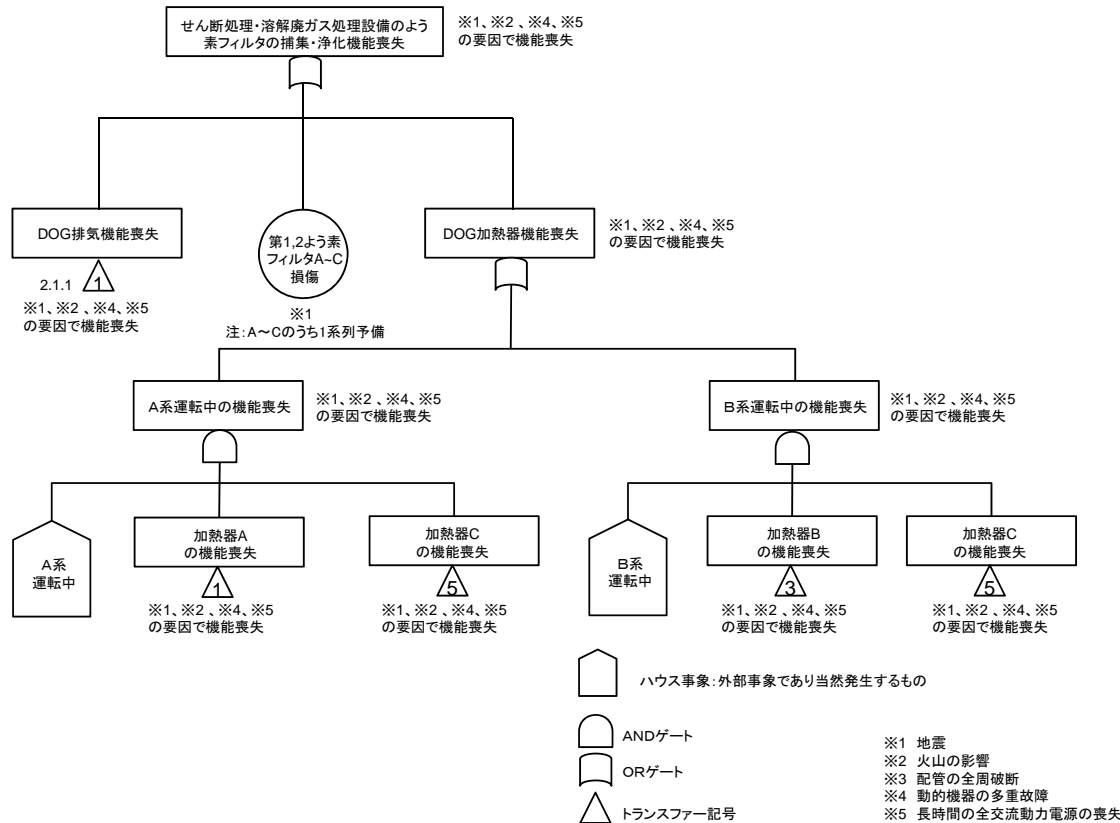 せん断処理・溶解廃ガス処理設備のよう
素フィルタの捕集・浄化機能喪失
※1、※2 、※4、※5
の要因で機能喪失
DOG排気機能喪失
2.1.1
1
※1、※2 、※4、※5
の要因で機能喪失
第1,2よう素
フィルタA~C
損傷
※1
注:A~Cのうち1系列予備
DOG加熱器機能喪失
※1、※2 、※4、※5
の要因で機能喪失
A系運転中の機能喪失
※1、※2 、※4、※5
の要因で機能喪失
B系運転中の機能喪失
※1、※2 、※4、※5
の要因で機能喪失
A系
運転中
加熱器A
の機能喪失
1
※1、※2 、※4、※5
の要因で機能喪失
加熱器C
の機能喪失
5
※1、※2 、※4、※5
の要因で機能喪失
B系
運転中
加熱器B
の機能喪失
3
※1、※2 、※4、※5
の要因で機能喪失
加熱器C
の機能喪失
5
※1、※2 、※4、※5
の要因で機能喪失
ハウス事象:外部事象であり当然発生するもの
ANDゲート
ORゲート
トランスファー記号
※1 地震
※2 火山の影響
※3 配管の全周破断
※4 動的機器の多重故障
※5 長時間の全交流動力電源の喪失